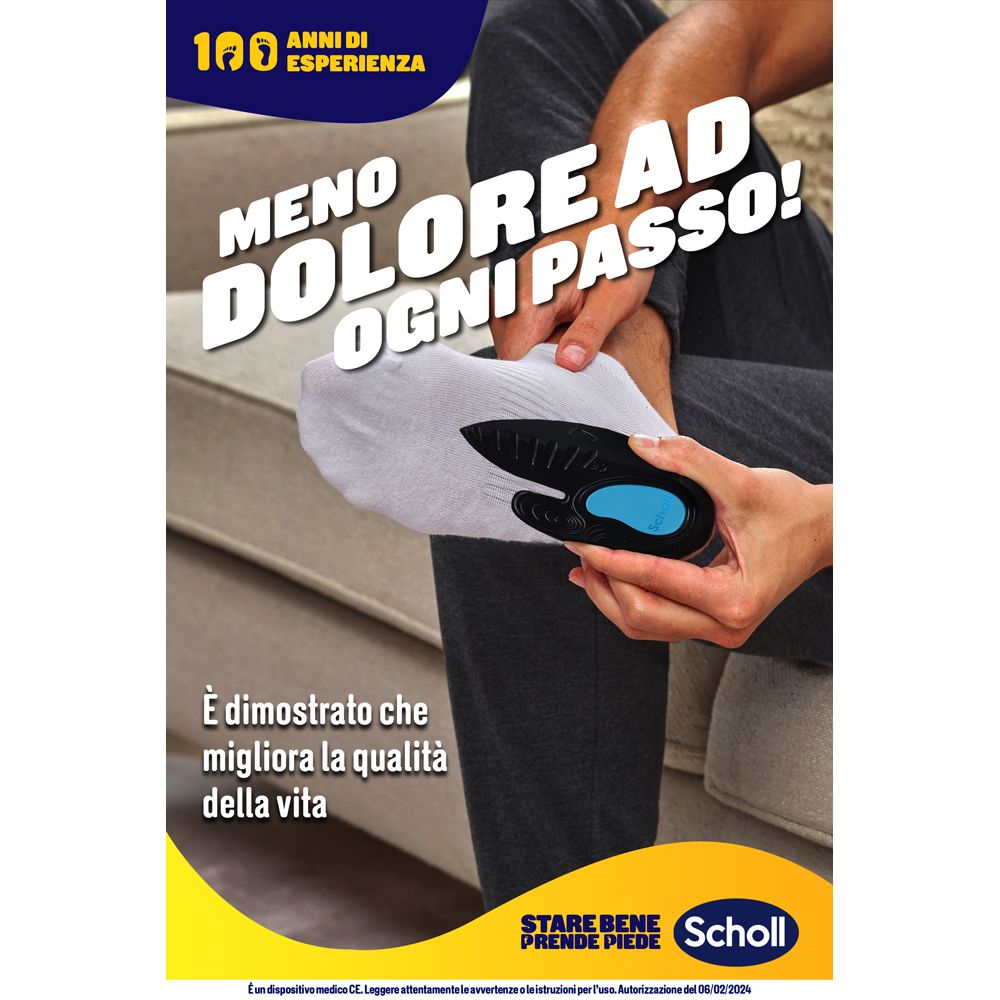 100 ANNI DI
ESPERIENZA
MENO
DOLORE AD
OGNI PASSO!
Scholl
È dimostrato che
migliora la qualità
della vita
STARE BENE
PRENDE PIEDE
Scholl
É un dispositivo medico CE. Leggere attentamente le avvertenze o le istruzioni per l'uso. Autorizzazione del 06/02/2024